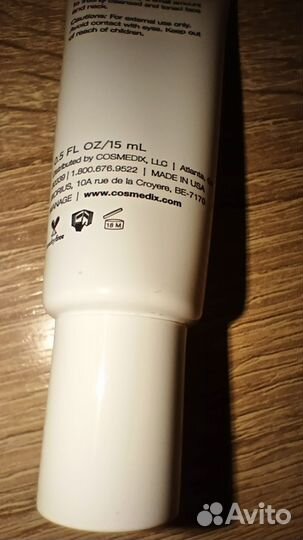 and neck.
Cautions: For external use only.
Avoid contact with eyes. Keep out
of reach of children.
0.5 FL OZ/15 mL
Distributed by COSMEDIX, LLC | Atlanta,
1.800.676.9522 | MADE IN USA
10A rue de la Croyere, BE-7170
MANAGE | www.cosmedix.com
18 M
Avito